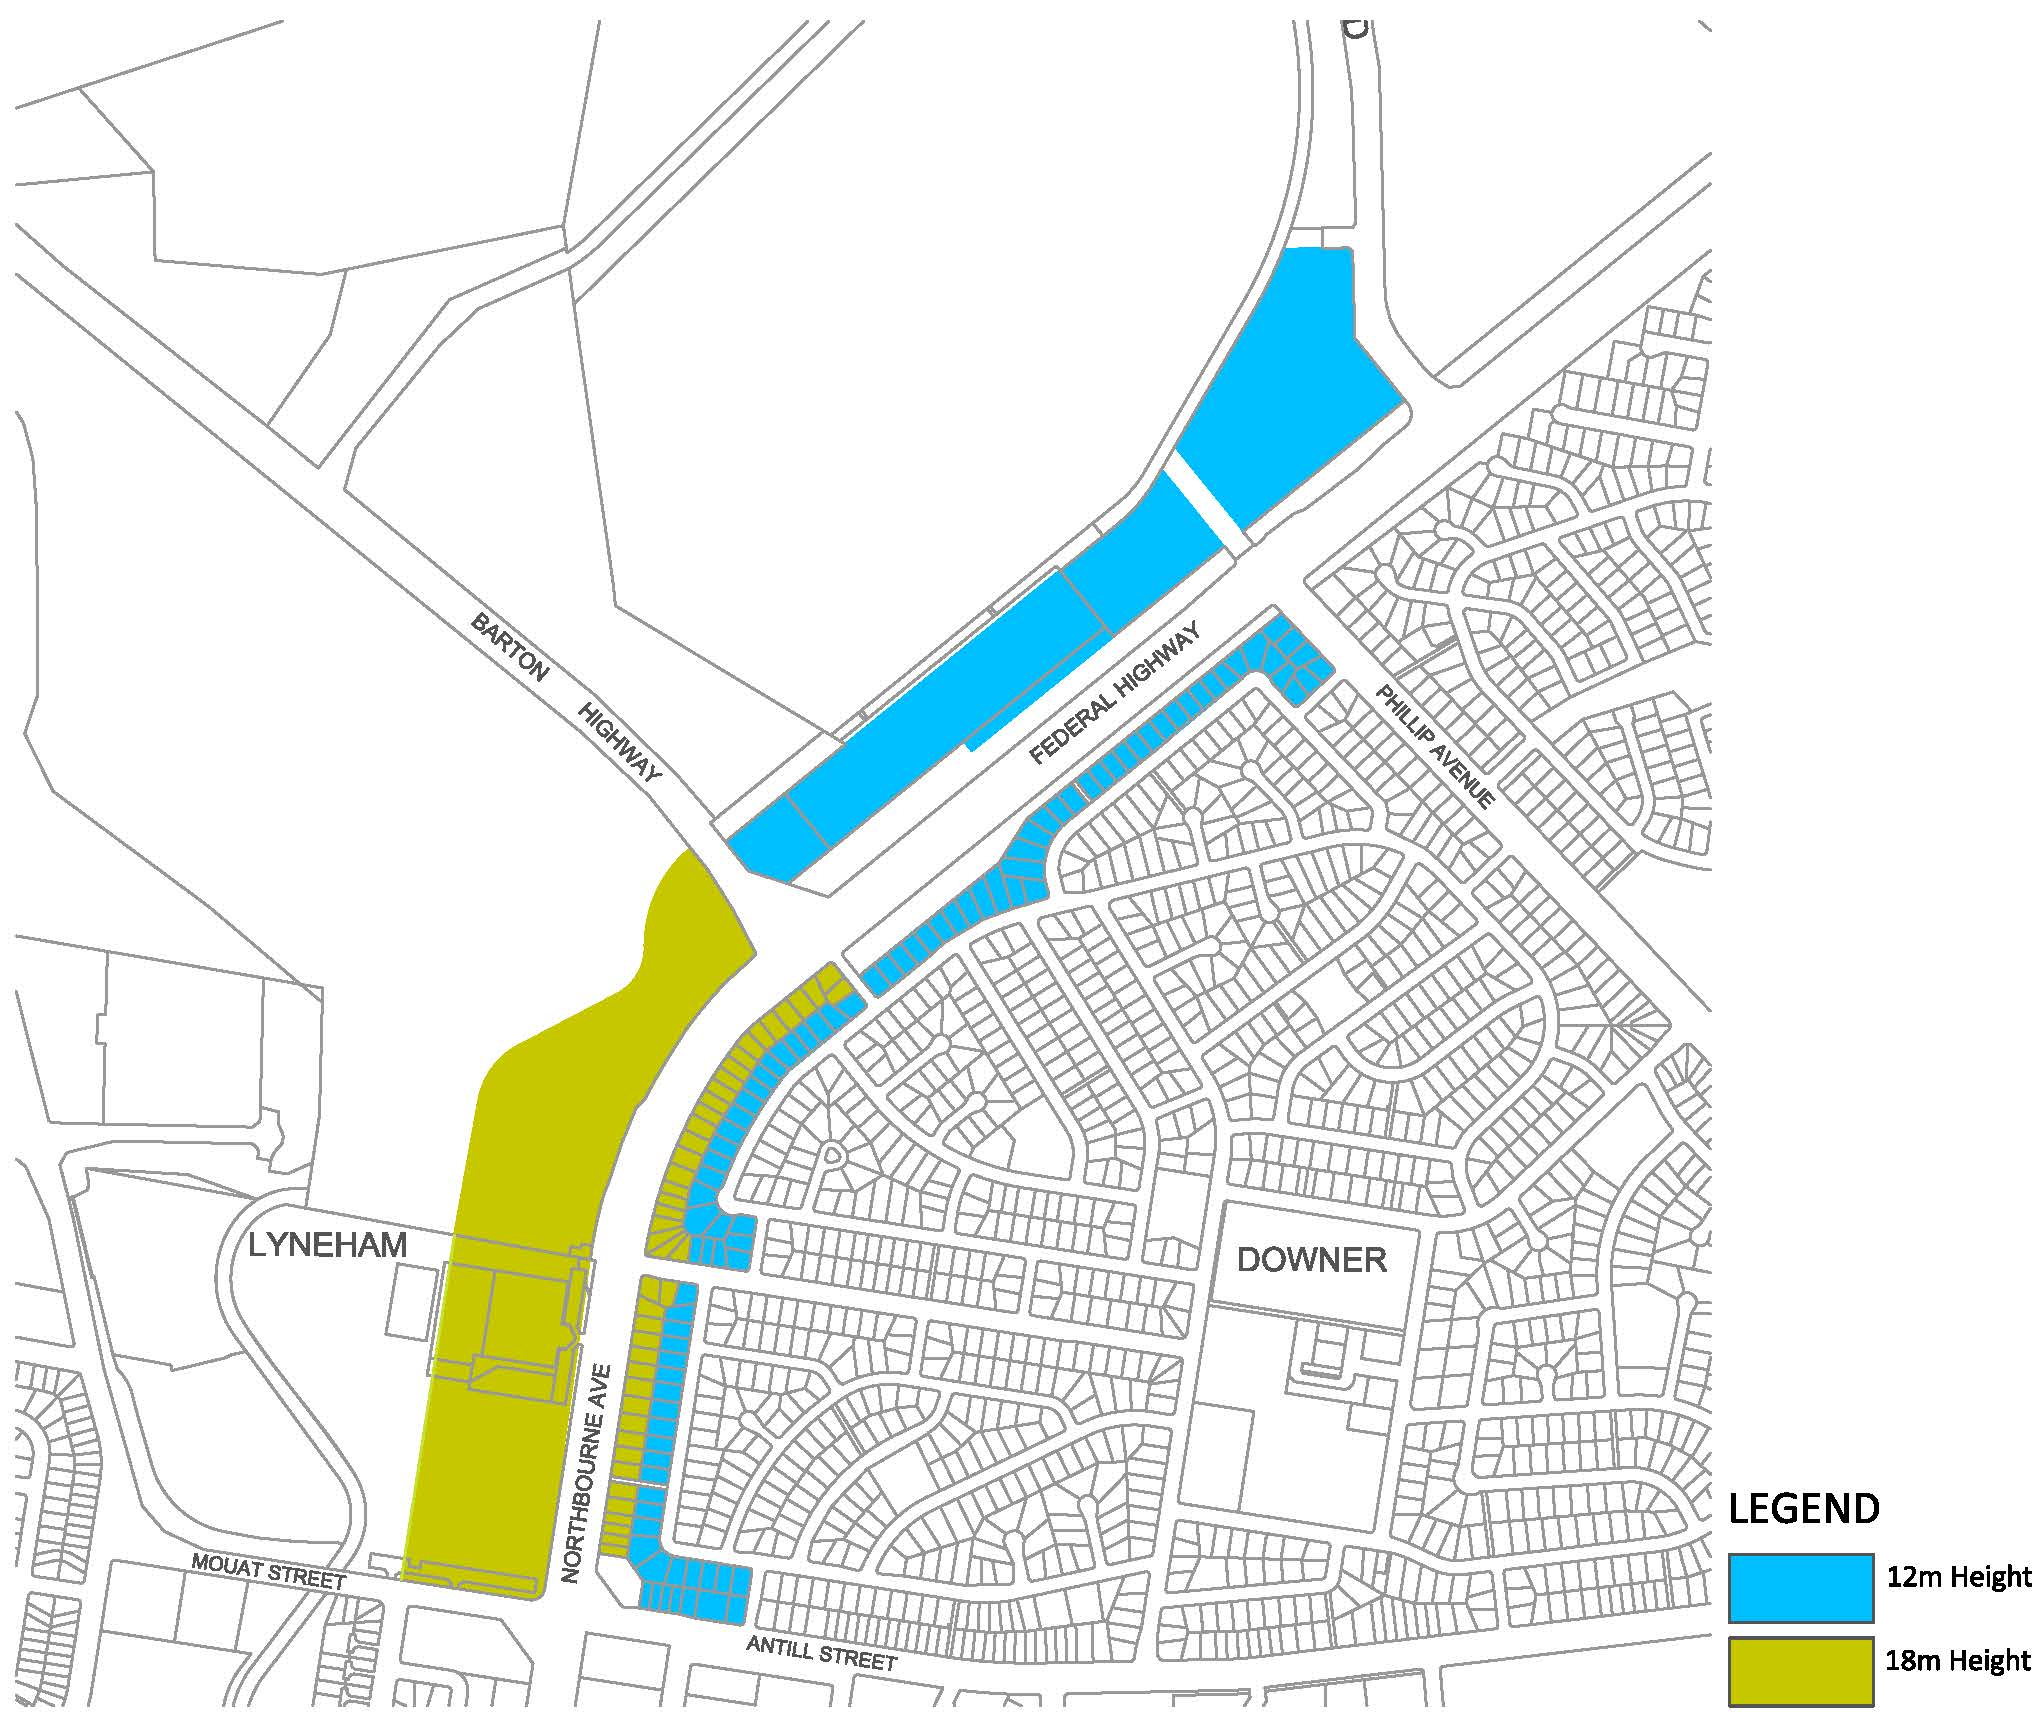 BARTON
HIGHWAY
FEDERAL HIGHWAY
PHILLIP AVENUE
LYNEHAM
DOWNER
NORTHBOURNE AVE
MOUAT STREET
ANTILL STREET
LEGEND
12m Height
18m Height